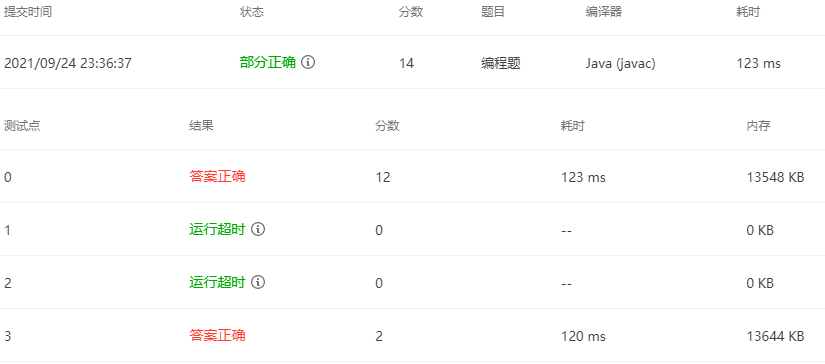 提交时间 状态 分数 题目 编译器 耗时
2021/09/24 23:36:37 部分正确 14 编程题 Java (javac) 123 ms
测试点 结果 分数 耗时 内存
0 答案正确 12 123 ms 13548 KB
1 运行超时 0 -- 0 KB
2 运行超时 0 -- 0 KB
3 答案正确 2 120 ms 13644 KB